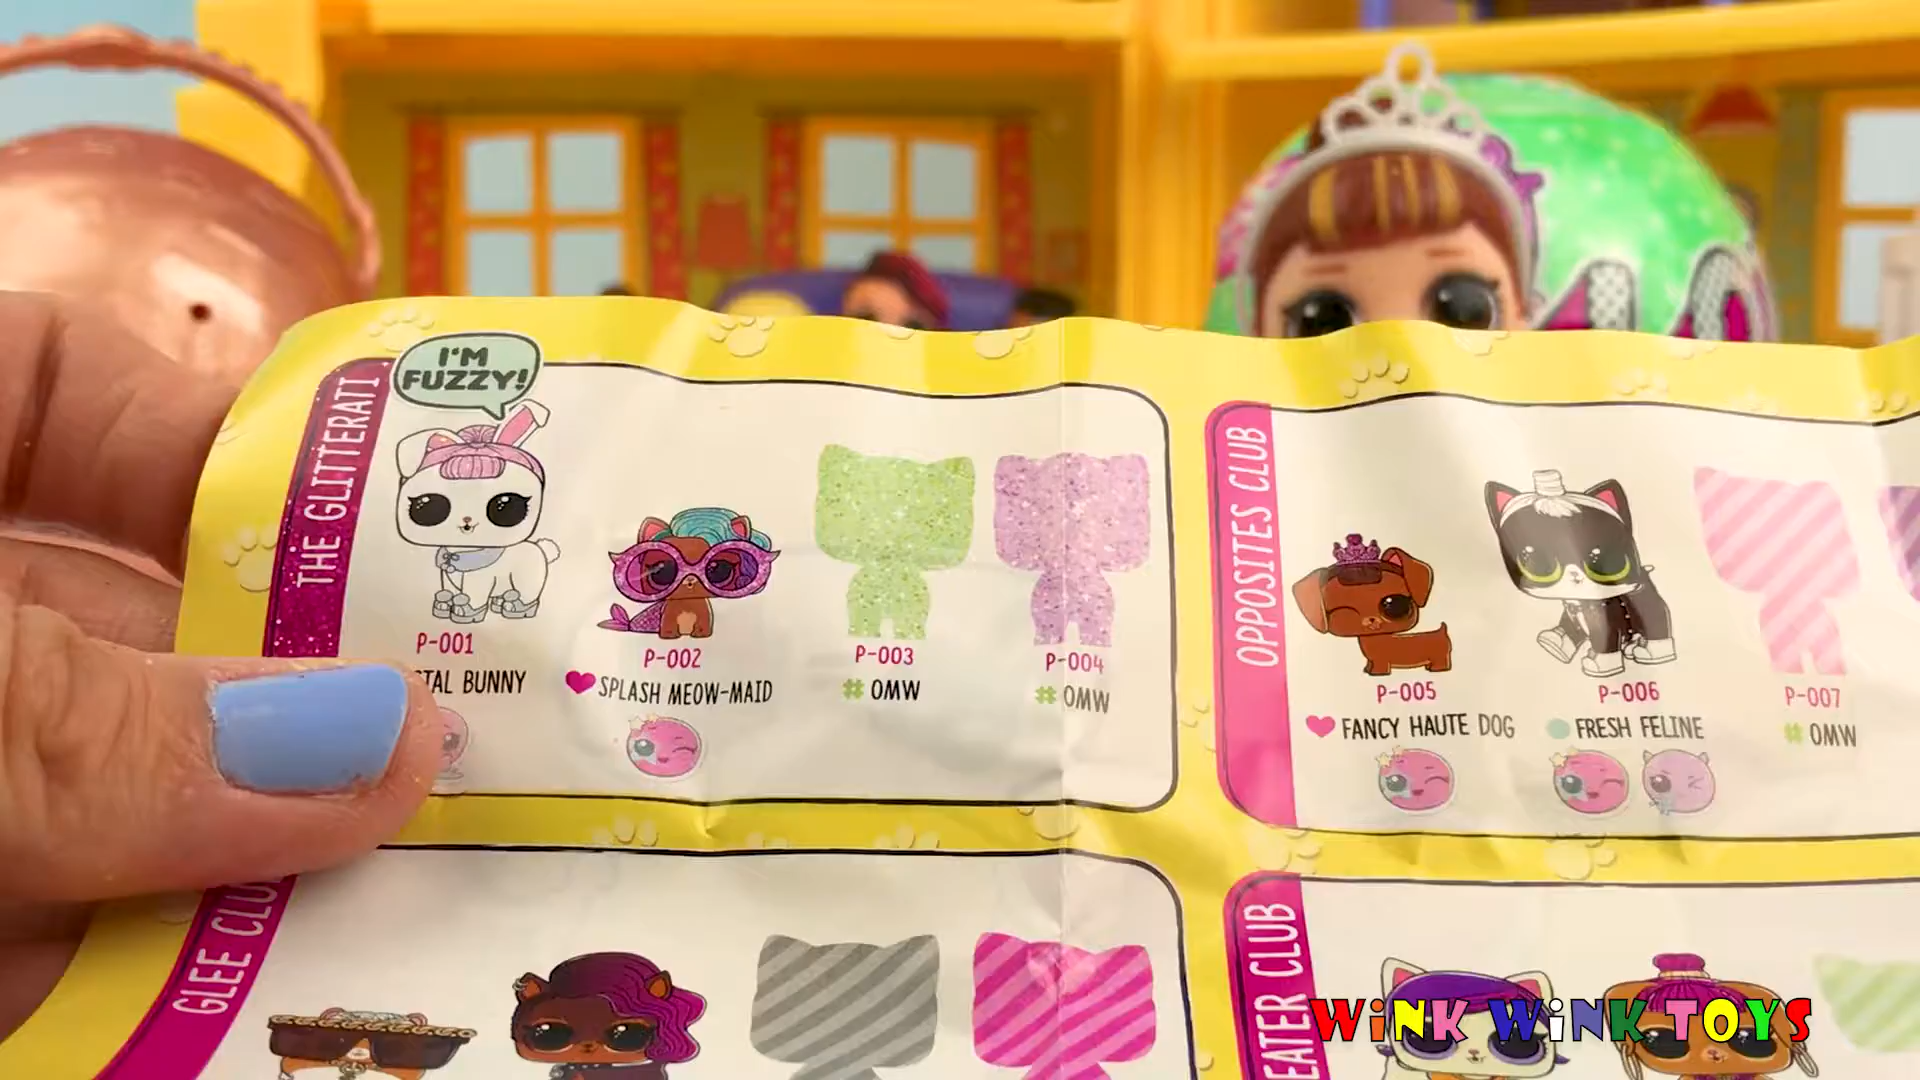 I'M
FUZZY!
THE GLITTERATI
P-001
TAL BUNNY
P-002
SPLASH MEOW-MAID
P-003
# OMW
P-004
# OMW
OPPOSITES CLUB
P-005
FANCY HAUTE DOG
P-006
FRESH FELINE
P-007
# OMW
GLEE CLU
EATER CLUB
WiNK WiNK TOYS